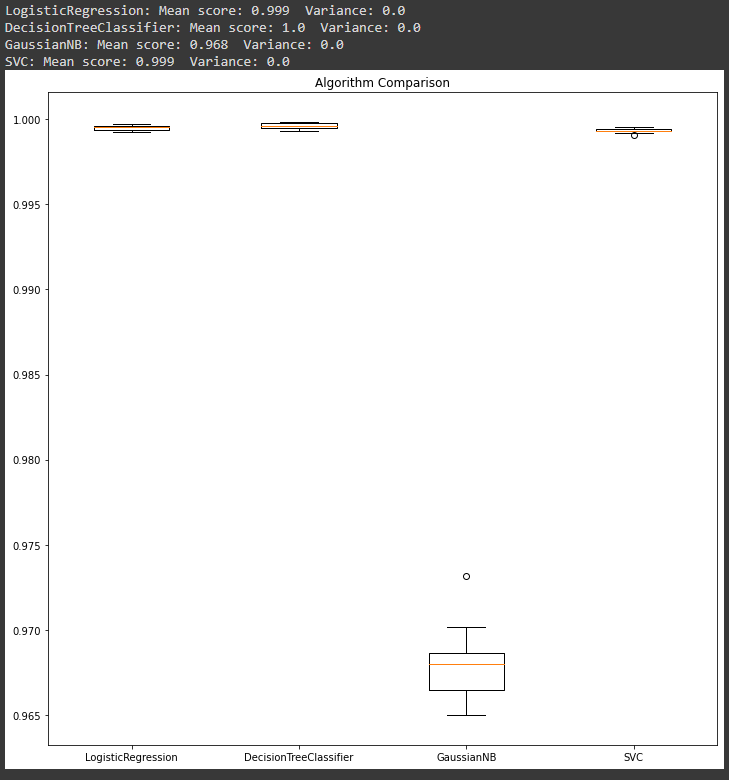 LogisticRegression: Mean score: 0.999  Variance: 0.0
DecisionTreeClassifier: Mean score: 1.0  Variance: 0.0
GaussianNB: Mean score: 0.968  Variance: 0.0
SVC: Mean score: 0.999  Variance: 0.0
Algorithm Comparison
1.000
0.995
0.990
0.985
0.980
0.975
0.970
0.965
LogisticRegression DecisionTreeClassifier GaussianNB SVC